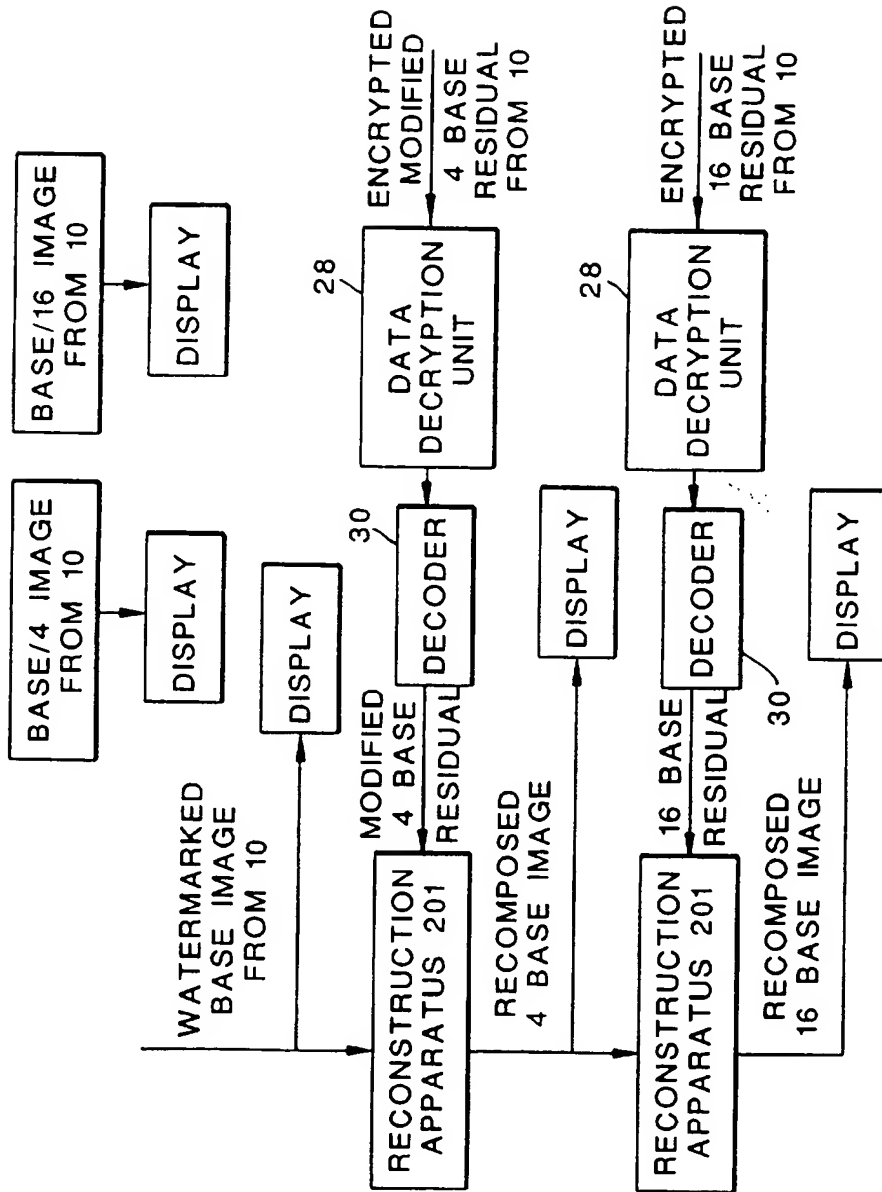 BASE/16 IMAGE
FROM 10
DISPLAY
BASE/4 IMAGE
FROM 10
DISPLAY
WATERMARKED
BASE IMAGE
FROM 10
DISPLAY
ENCRYPTED
MODIFIED
4 BASE
RESIDUAL
FROM 10
28
DATA
DECRYPTION
UNIT
30
DECODER
MODIFIED
4 BASE
RESIDUAL
RECONSTRUCTION
APPARATUS 201
RECOMPOSED
4 BASE IMAGE
DISPLAY
ENCRYPTED
16 BASE
RESIDUAL
FROM 10
28
DATA
DECRYPTION
UNIT
DECODER
30
16 BASE
RESIDUAL
RECONSTRUCTION
APPARATUS 201
RECOMPOSED
16 BASE IMAGE
DISPLAY